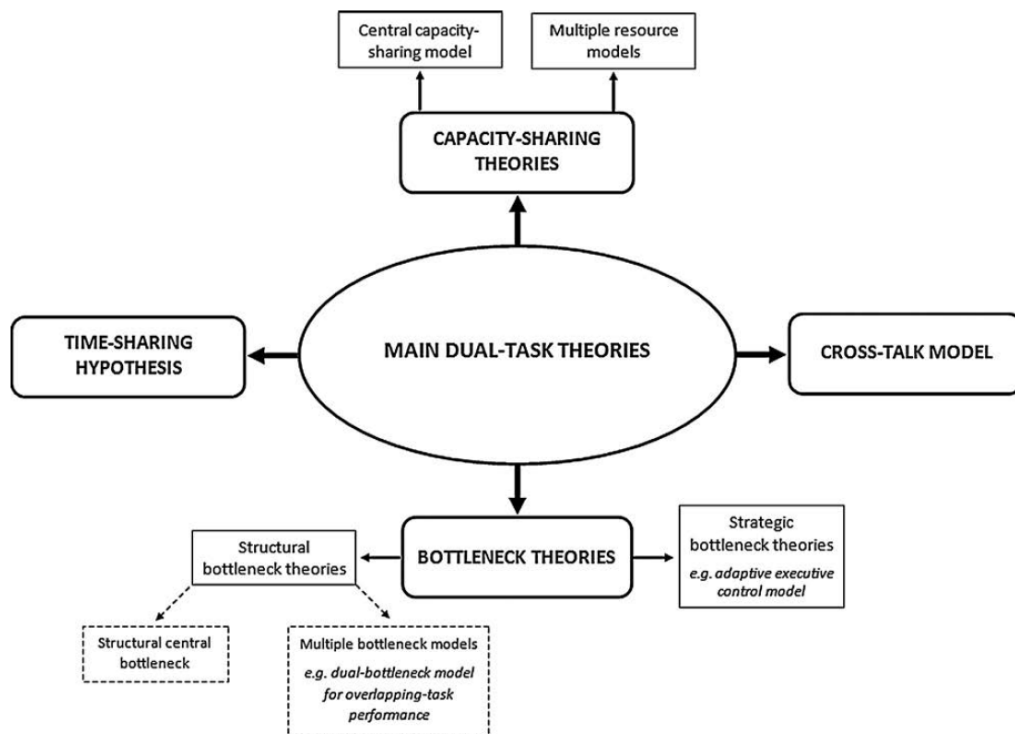 Central capacity-
sharing model
Multiple resource
models
CAPACITY-SHARING
THEORIES
TIME-SHARING
HYPOTHESIS
MAIN DUAL-TASK THEORIES
CROSS-TALK MODEL
Structural
bottleneck theories
BOTTLENECK THEORIES
Strategic
bottleneck theories
e.g. adaptive executive
control model
Structural central
bottleneck
Multiple bottleneck models
e.g. dual-bottleneck model
for overlapping-task
performance